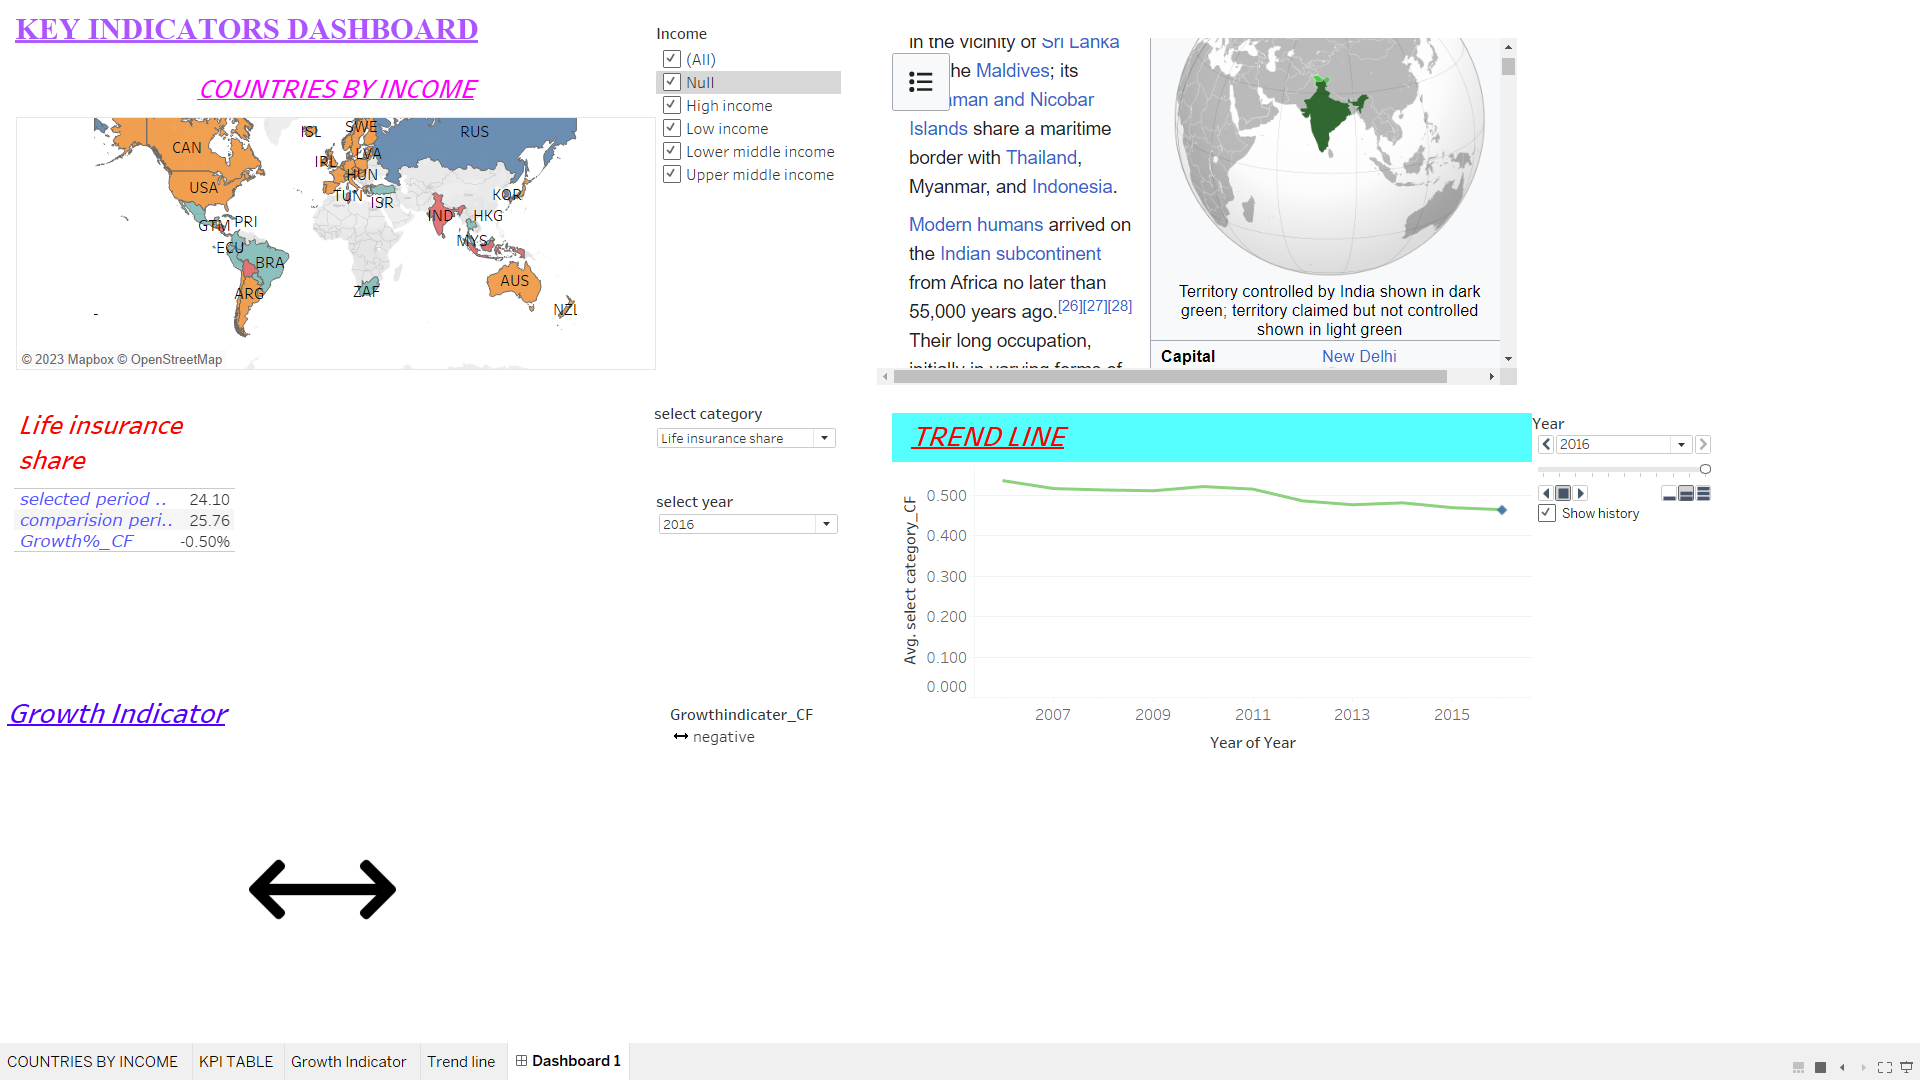 KEY INDICATORS DASHBOARD
COUNTRIES BY INCOME
CAN
USA
GTM
PRI
ECU
BRA
ARG
ISL
SWE
RUS
IRL
LVA
HUN
TUN
ISR
KOR
IND
HKG
MYS
ZAF
AUS
NZL
© 2023 Mapbox © OpenStreetMap
Income
(All)
Null
High income
Low income
Lower middle income
Upper middle income
in the vicinity of Sri Lanka
he Maldives; its
man and Nicobar
Islands share a maritime
border with Thailand,
Myanmar, and Indonesia.
Modern humans arrived on
the Indian subcontinent
from Africa no later than
55,000 years ago.[26][27][28]
Their long occupation,
initially in varying forms of
Territory controlled by India shown in dark
green; territory claimed but not controlled
shown in light green
Capital New Delhi
Life insurance
share
selected period .. 24.10
comparision peri.. 25.76
Growth%_CF -0.50%
select category
Life insurance share
select year
2016
TREND LINE
Avg. select category_CF
0.500
0.400
0.300
0.200
0.100
0.000
2007 2009 2011 2013 2015
Year of Year
Year
2016
Show history
Growth Indicator
Growthindicater_CF
negative
COUNTRIES BY INCOME KPI TABLE Growth Indicator Trend line Dashboard 1